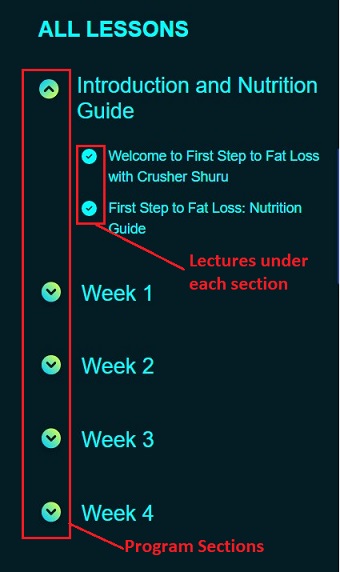 ALL LESSONS
Introduction and Nutrition
Guide
Welcome to First Step to Fat Loss
with Crusher Shuru
First Step to Fat Loss: Nutrition
Guide
Lectures under
each section
Week 1
Week 2
Week 3
Week 4
Program Sections